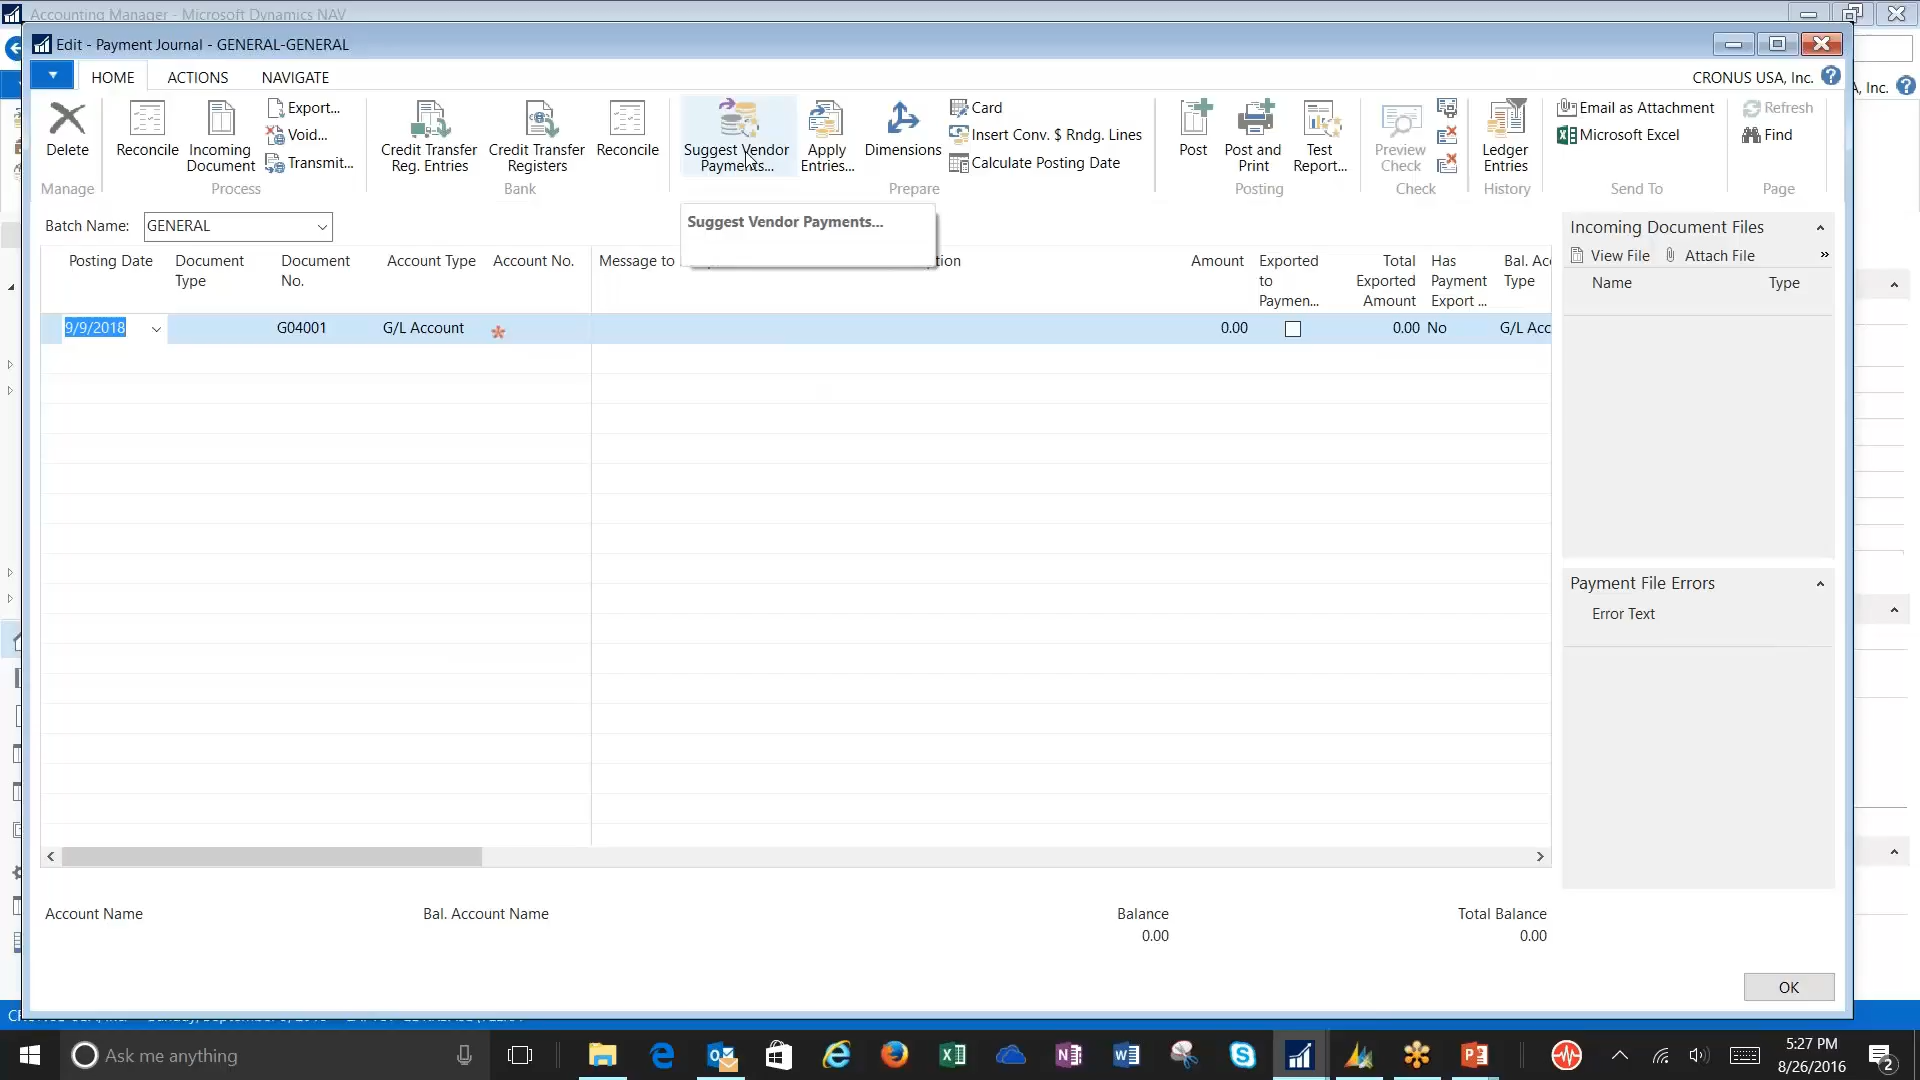 Accounting Manager - Microsoft Dynamics NAV
Edit - Payment Journal - GENERAL-GENERAL
HOME
ACTIONS
NAVIGATE
CRONUS USA, Inc.
A, Inc.
Delete
Manage
Reconcile
Incoming
Document
Export...
Void...
Transmit...
Process
Credit Transfer
Reg. Entries
Credit Transfer
Registers
Reconcile
Bank
Suggest Vendor
Payments...
Apply
Entries...
Dimensions
Card
Insert Conv. $ Rndg. Lines
Calculate Posting Date
Prepare
Post
Post and
Print
Test
Report...
Posting
Preview
Check
Check
Ledger
Entries
History
Email as Attachment
Microsoft Excel
Send To
Refresh
Find
Page
Suggest Vendor Payments...
Batch Name:
GENERAL
Posting Date
Document
Type
Document
No.
Account Type
Account No.
Message to
Amount
Exported
to
Paymen...
Total
Exported
Amount
Has
Payment
Export ...
Bal. Acc
Type
9/9/2018
G04001
G/L Account
0.00
0.00
No
G/L Acc
Incoming Document Files
View File
Attach File
»
Name
Type
Payment File Errors
Error Text
Account Name
Bal. Account Name
Balance
0.00
Total Balance
0.00
OK
Ask me anything
5:27 PM
8/26/2016
2